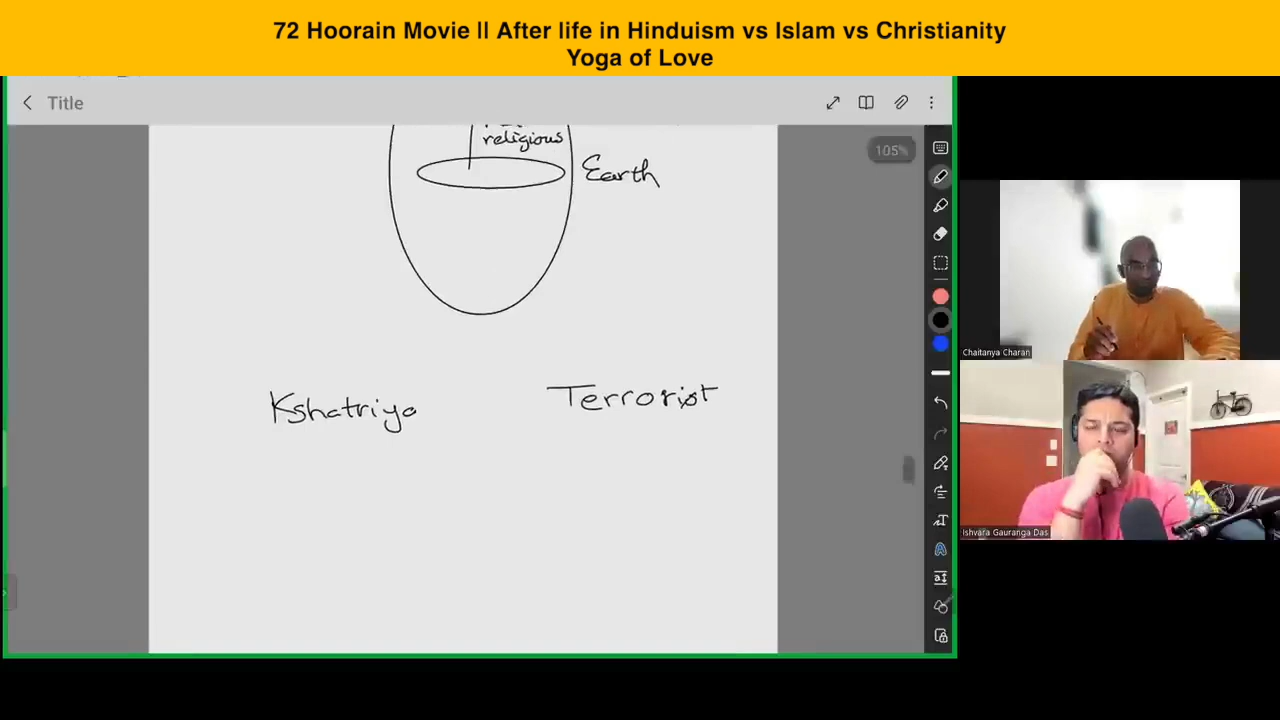 72 Hoorain Movie || After life in Hinduism vs Islam vs Christianity
Yoga of Love
Title
religious
105%
Earth
Kshatriya
Terrorist
Chaitanya Charan
Ishvara Gauranga Das